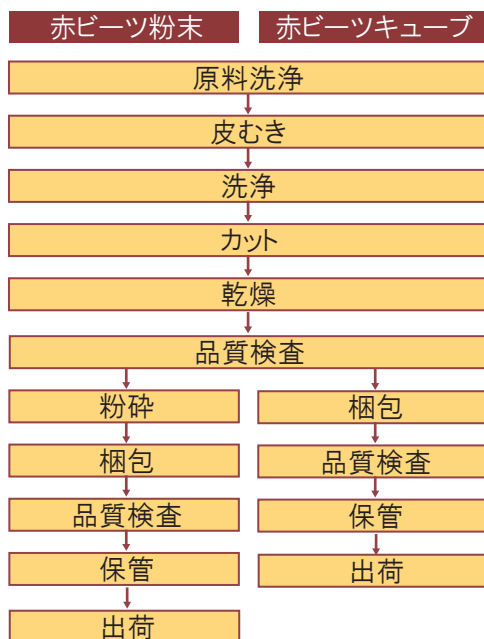 赤ビーツ粉末
赤ビーツキューブ
原料洗浄
皮むき
洗浄
カット
乾燥
品質検査
粉砕
梱包
梱包
品質検査
品質検査
保管
保管
出荷
出荷